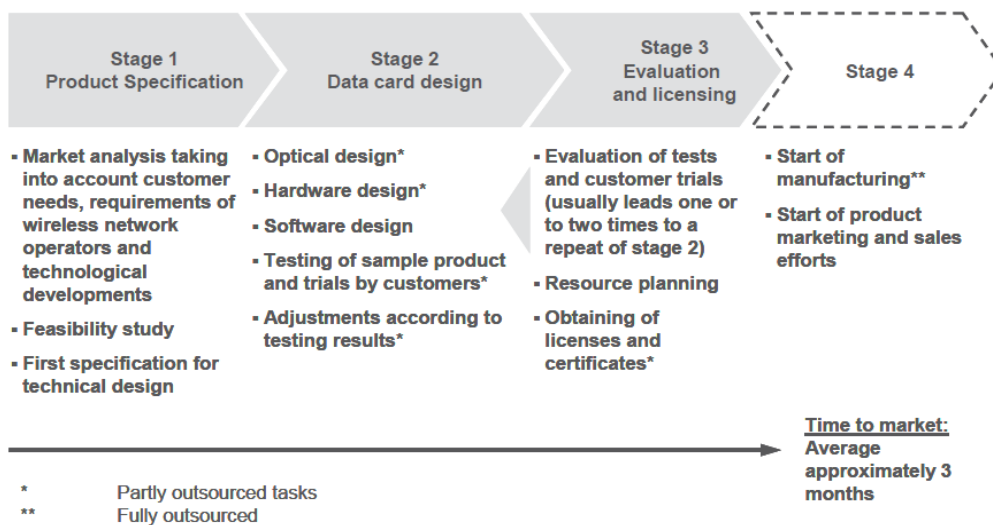 Stage 1
Product Specification
Stage 2
Data card design
Stage 3
Evaluation
and licensing
Stage 4
▪ Market analysis taking
into account customer
needs, requirements of
wireless network
operators and
technological
developments
▪ Feasibility study
▪ First specification for
technical design
▪ Optical design*
▪ Hardware design*
▪ Software design
▪ Testing of sample product
and trials by customers*
▪ Adjustments according to
testing results*
▪ Evaluation of tests
and customer trials
(usually leads one or
to two times to a
repeat of stage 2)
▪ Resource planning
▪ Obtaining of
licenses and
certificates*
▪ Start of
manufacturing**
▪ Start of product
marketing and sales
efforts
Time to market:
Average
approximately 3
months
* Partly outsourced tasks
** Fully outsourced